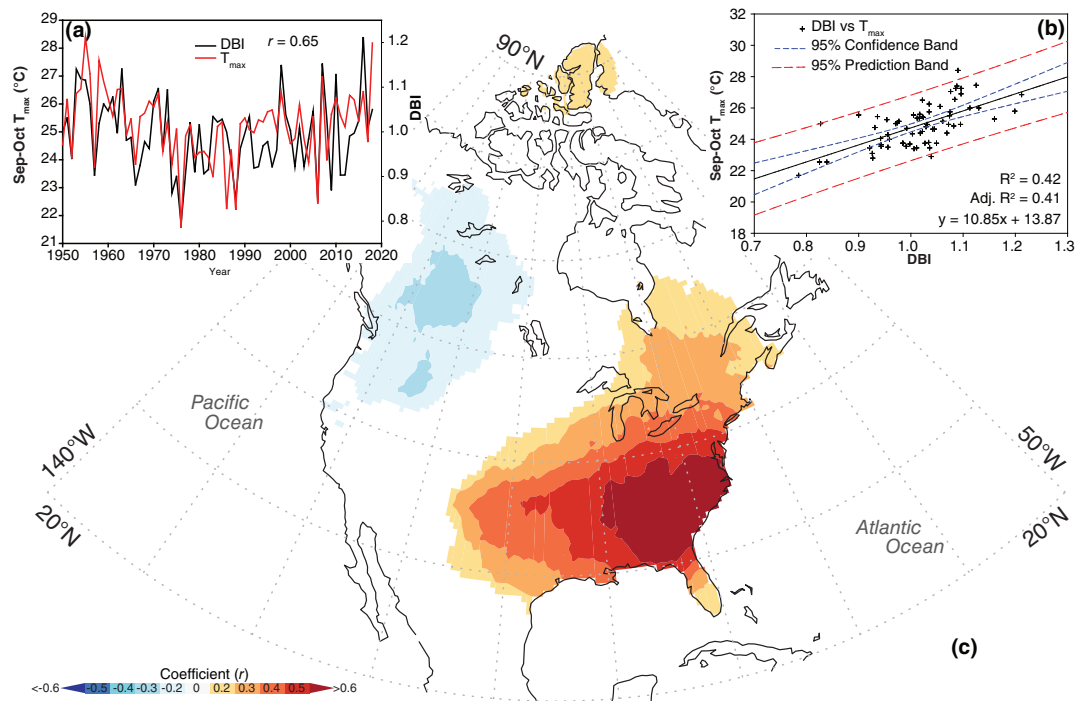 (a)
DBI
T_max
r = 0.65
29
28
27
26
25
24
23
22
21
Sep-Oct T_max (°C)
1.2
1.1
1.0
0.9
0.8
DBI
1950 1960 1970 1980 1990 2000 2010 2020
Year
(b)
DBI vs T_max
95% Confidence Band
95% Prediction Band
32
30
28
26
24
22
20
18
Sep-Oct T_max (°C)
R² = 0.42
Adj. R² = 0.41
y = 10.85x + 13.87
0.7 0.8 0.9 1.0 1.1 1.2 1.3
DBI
90°N
Pacific
Ocean
140°W
20°N
50°W
20°N
Atlantic
Ocean
(c)
Coefficient (r)
<-0.6 -0.5 -0.4 -0.3 -0.2 0 0.2 0.3 0.4 0.5 >0.6